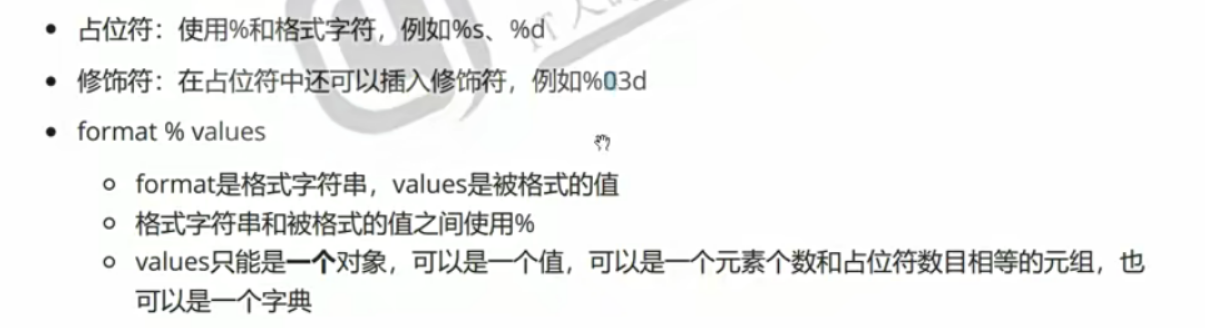 • 占位符：使用%和格式字符，例如%s、%d
• 修饰符：在占位符中还可以插入修饰符，例如%03d
• format % values
○ format是格式字符串，values是被格式的值
○ 格式字符串和被格式的值之间使用%
○ values只能是一个对象，可以是一个值，可以是一个元素个数和占位符数目相等的元组，也
可以是一个字典
IT人